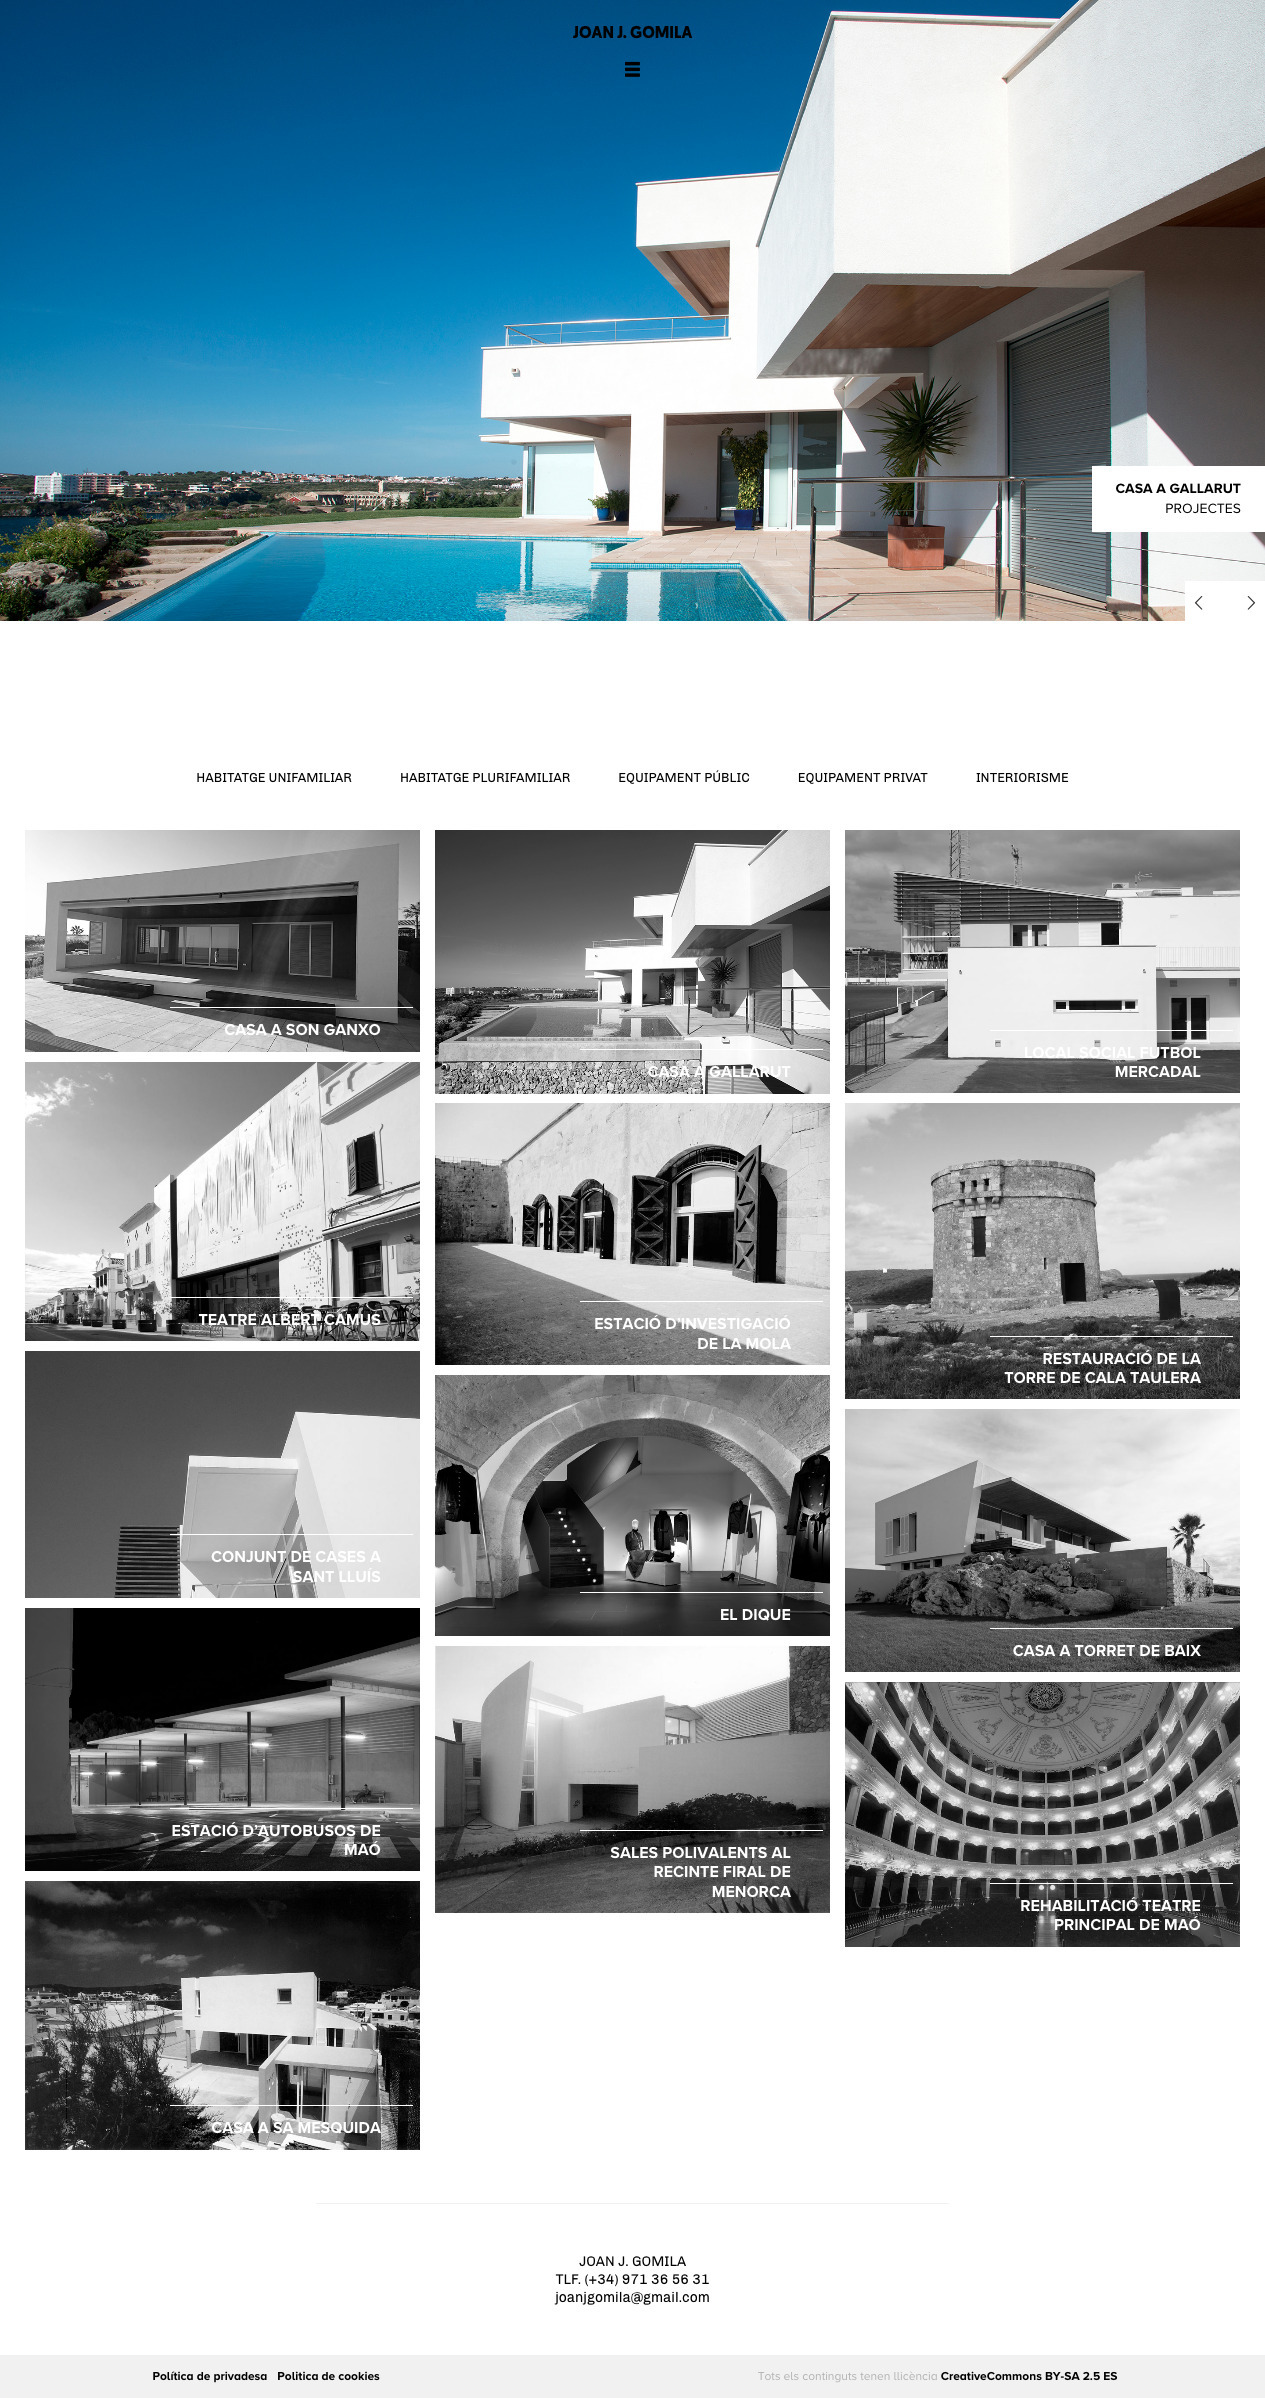 JOAN J. GOMILA
CASA A GALLARUT
PROJECTES
HABITATGE UNIFAMILIAR
HABITATGE PLURIFAMILIAR
EQUIPAMENT PÚBLIC
EQUIPAMENT PRIVAT
INTERIORISME
CASA A SON GANXO
CASA A GALLARUT
LOCAL SOCIAL FUTBOL
MERCADAL
TEATRE ALBERT CAMUS
ESTACIÓ D'INVESTIGACIÓ
DE LA MOLA
RESTAURACIÓ DE LA
TORRE DE CALA TAULERA
CONJUNT DE CASES A
SANT LLUÍS
EL DIQUE
CASA A TORRET DE BAIX
ESTACIÓ D'AUTOBUSOS DE
MAÓ
SALES POLIVALENTS AL
RECINTE FIRAL DE
MENORCA
REHABILITACIÓ TEATRE
PRINCIPAL DE MAÓ
CASA A SA MESQUIDA
JOAN J. GOMILA
TLF. (+34) 971 36 56 31
joanjgomila@gmail.com
Política de privadesa Politica de cookies
Tots els continguts tenen llicència CreativeCommons BY-SA 2.5 ES